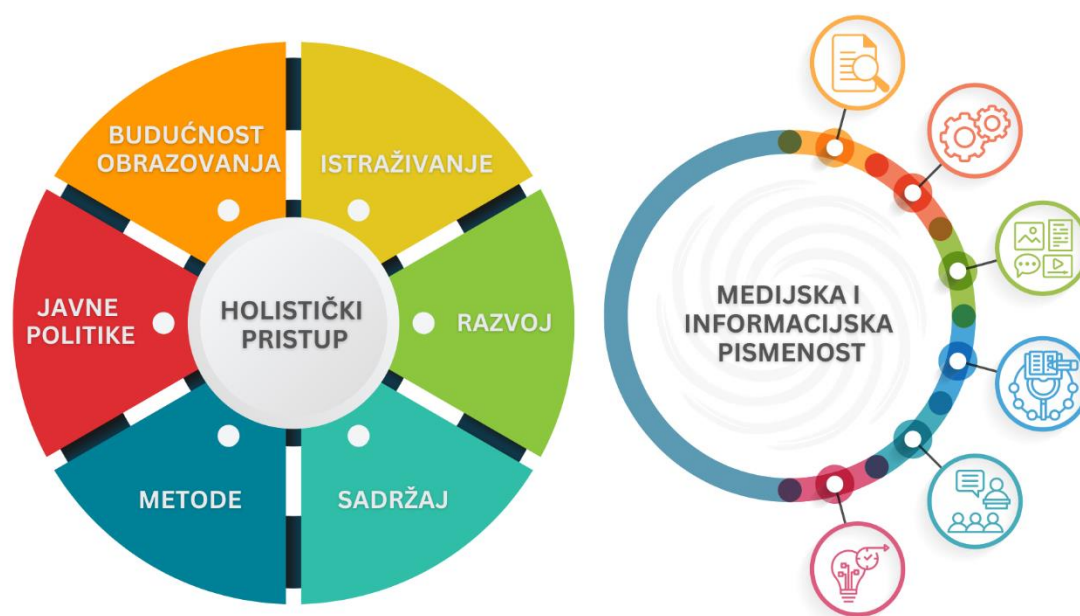 BUDUĆNOST
OBRAZOVANJA
ISTRAŽIVANJE
JAVNE
POLITIKE
HOLISTIČKI
PRISTUP
RAZVOJ
METODE
SADRŽAJ
MEDIJSKA I
INFORMACIJSKA
PISMENOST